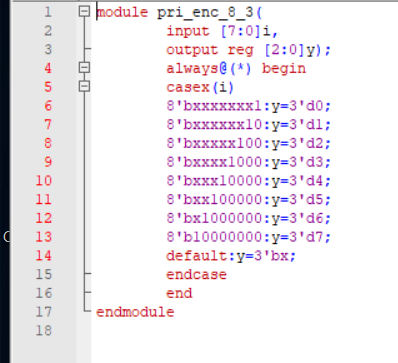 1 module pri_enc_8_3(
2 input [7:0]i,
3 output reg [2:0]y);
4 always@(*) begin
5 casex(i)
6 8'bxxxxxxx1:y=3'd0;
7 8'bxxxxxx10:y=3'd1;
8 8'bxxxxx100:y=3'd2;
9 8'bxxxx1000:y=3'd3;
10 8'bxxx10000:y=3'd4;
11 8'bxx100000:y=3'd5;
12 8'bx1000000:y=3'd6;
13 8'b10000000:y=3'd7;
14 default:y=3'bx;
15 endcase
16 end
17 endmodule
18